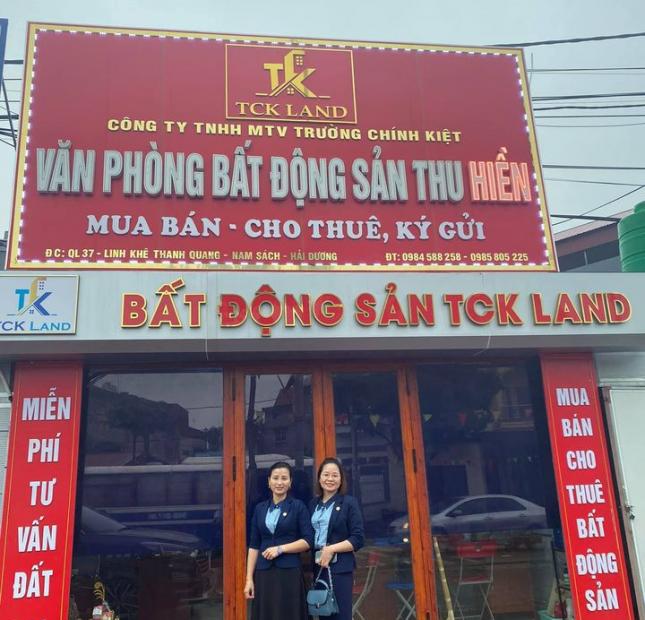 TCK LAND
CÔNG TY TNHH MTV TRƯỜNG CHÍNH KIỆT
VĂN PHÒNG BẤT ĐỘNG SẢN THU HIỀN
MUA BÁN - CHO THUÊ, KÝ GỬI
ĐC: QL 37 - LINH KHÊ THANH QUANG - NAM SÁCH - HẢI DƯƠNG ĐT: 0984 588 258 - 0985 805 225
TCK LAND
BẤT ĐỘNG SẢN TCK LAND
MIỄN
PHÍ
TƯ
VẤN
ĐẤT
MUA
BÁN
CHO
THUÊ
BẤT
ĐỘNG
SẢN